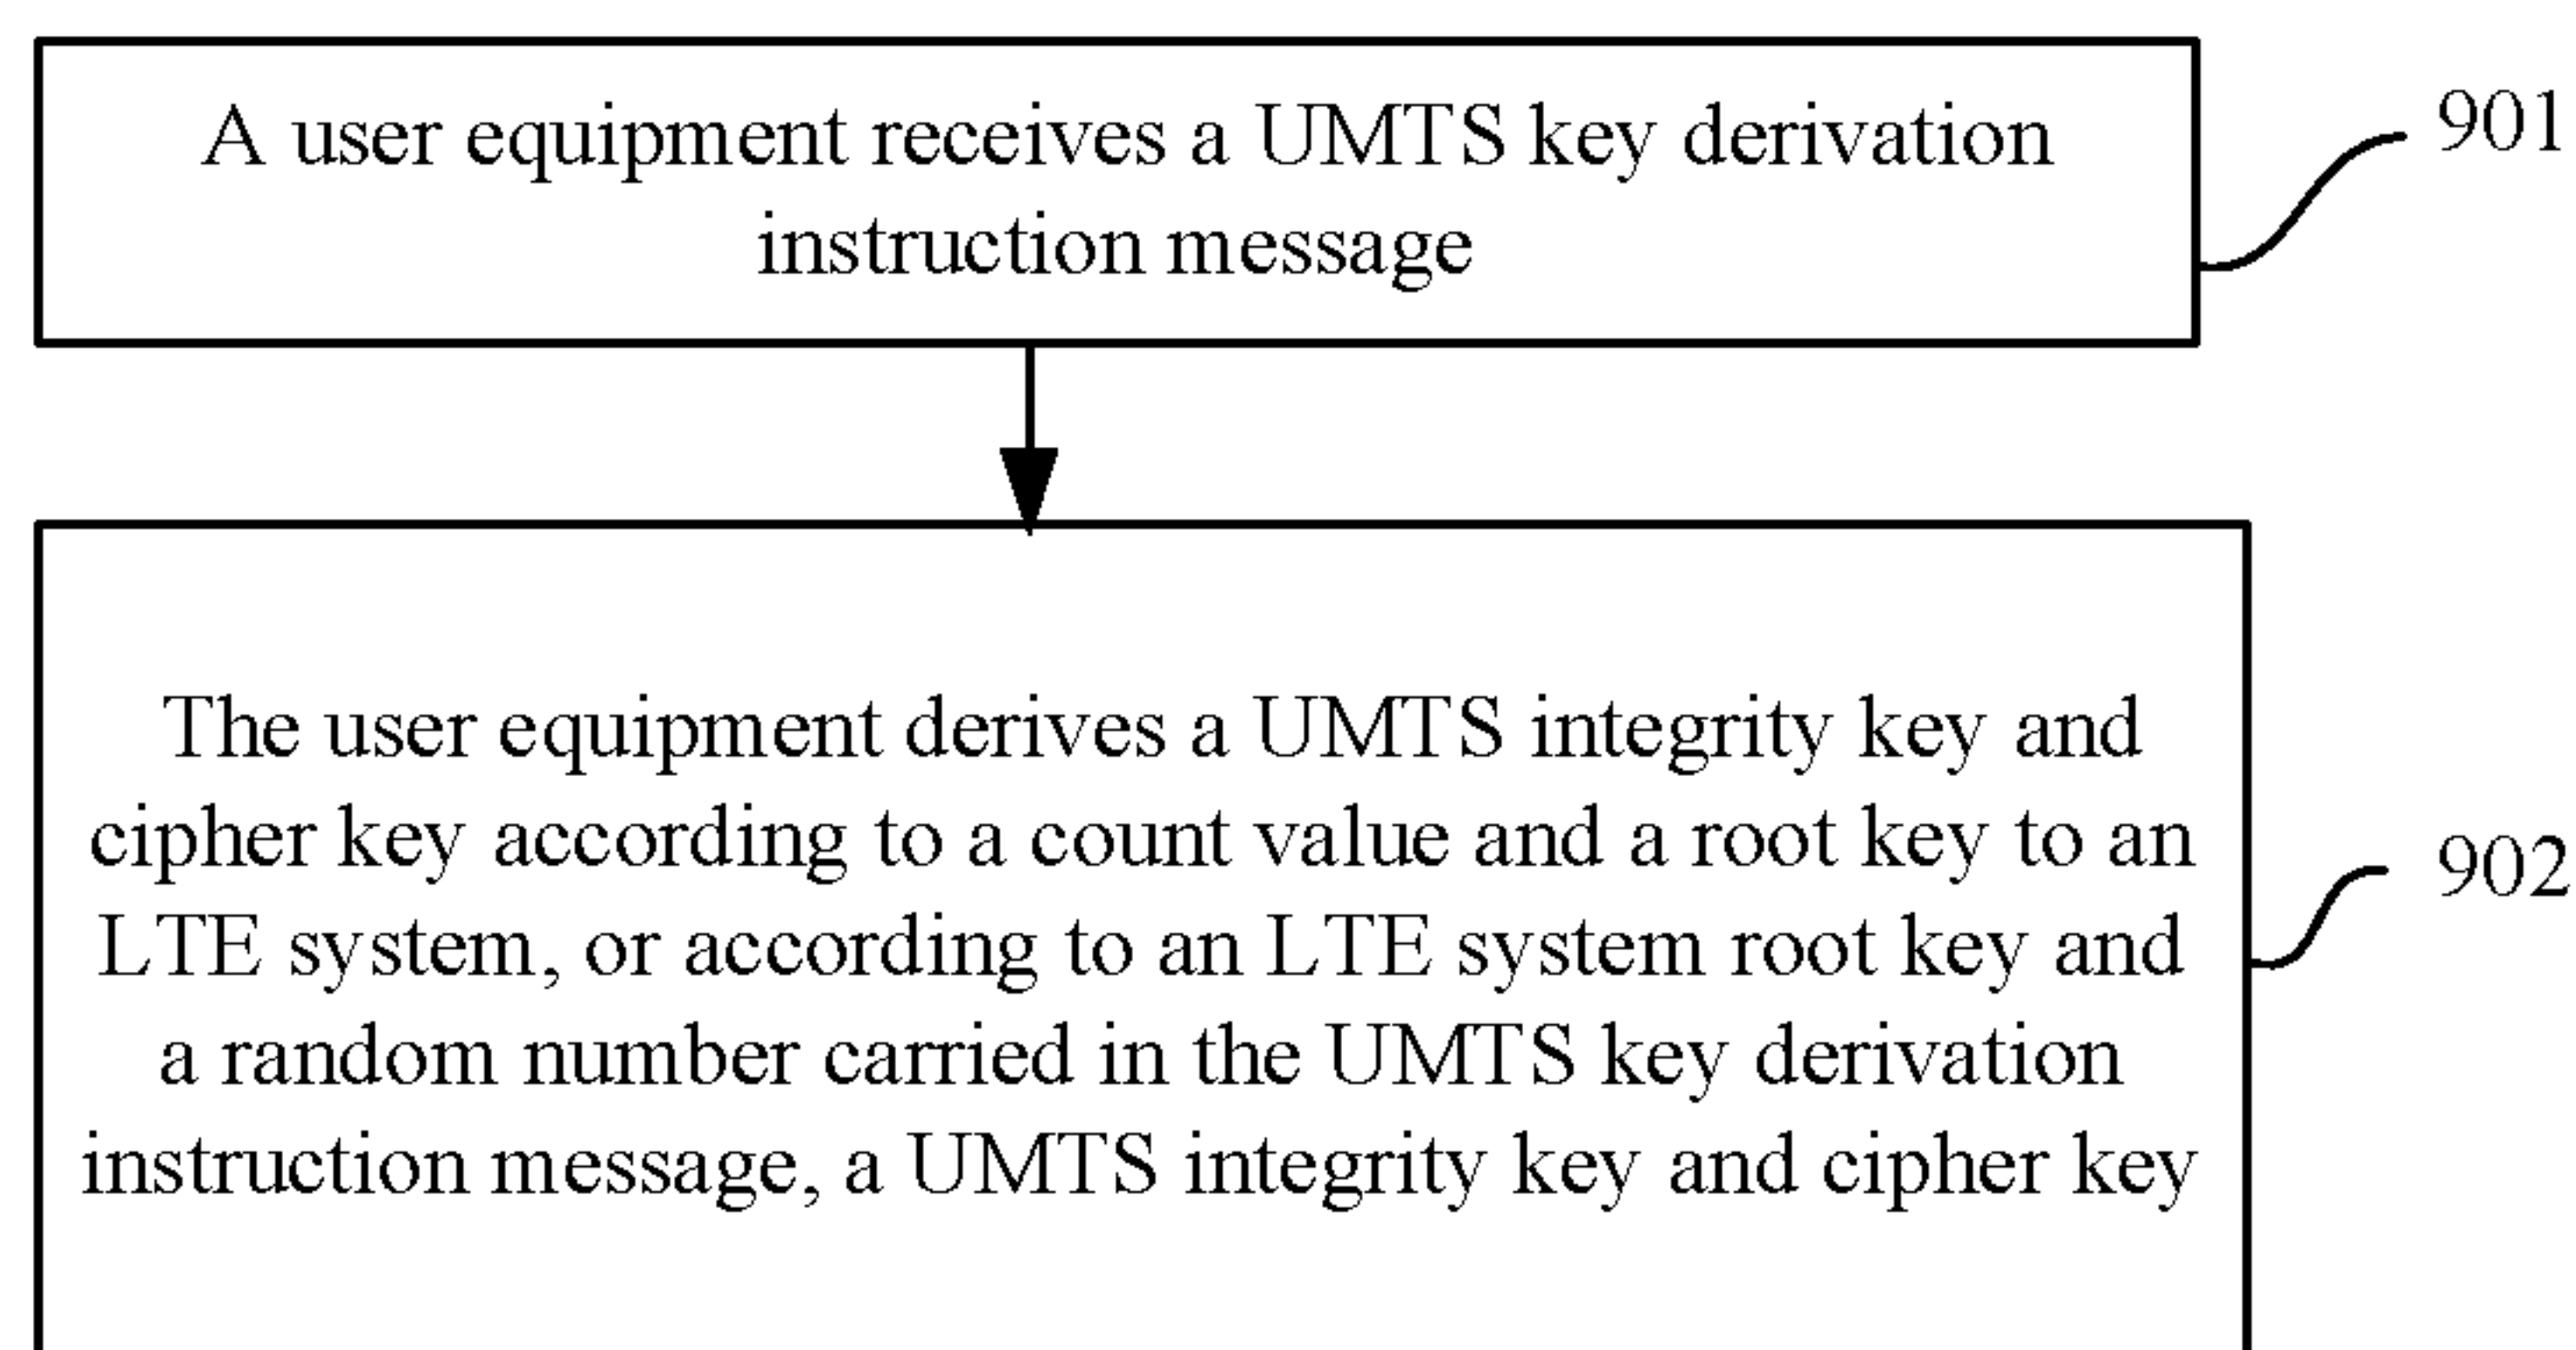 A user equipment receives a UMTS key derivation
instruction message
901
The user equipment derives a UMTS integrity key and
cipher key according to a count value and a root key to an
LTE system, or according to an LTE system root key and
a random number carried in the UMTS key derivation
instruction message, a UMTS integrity key and cipher key
902